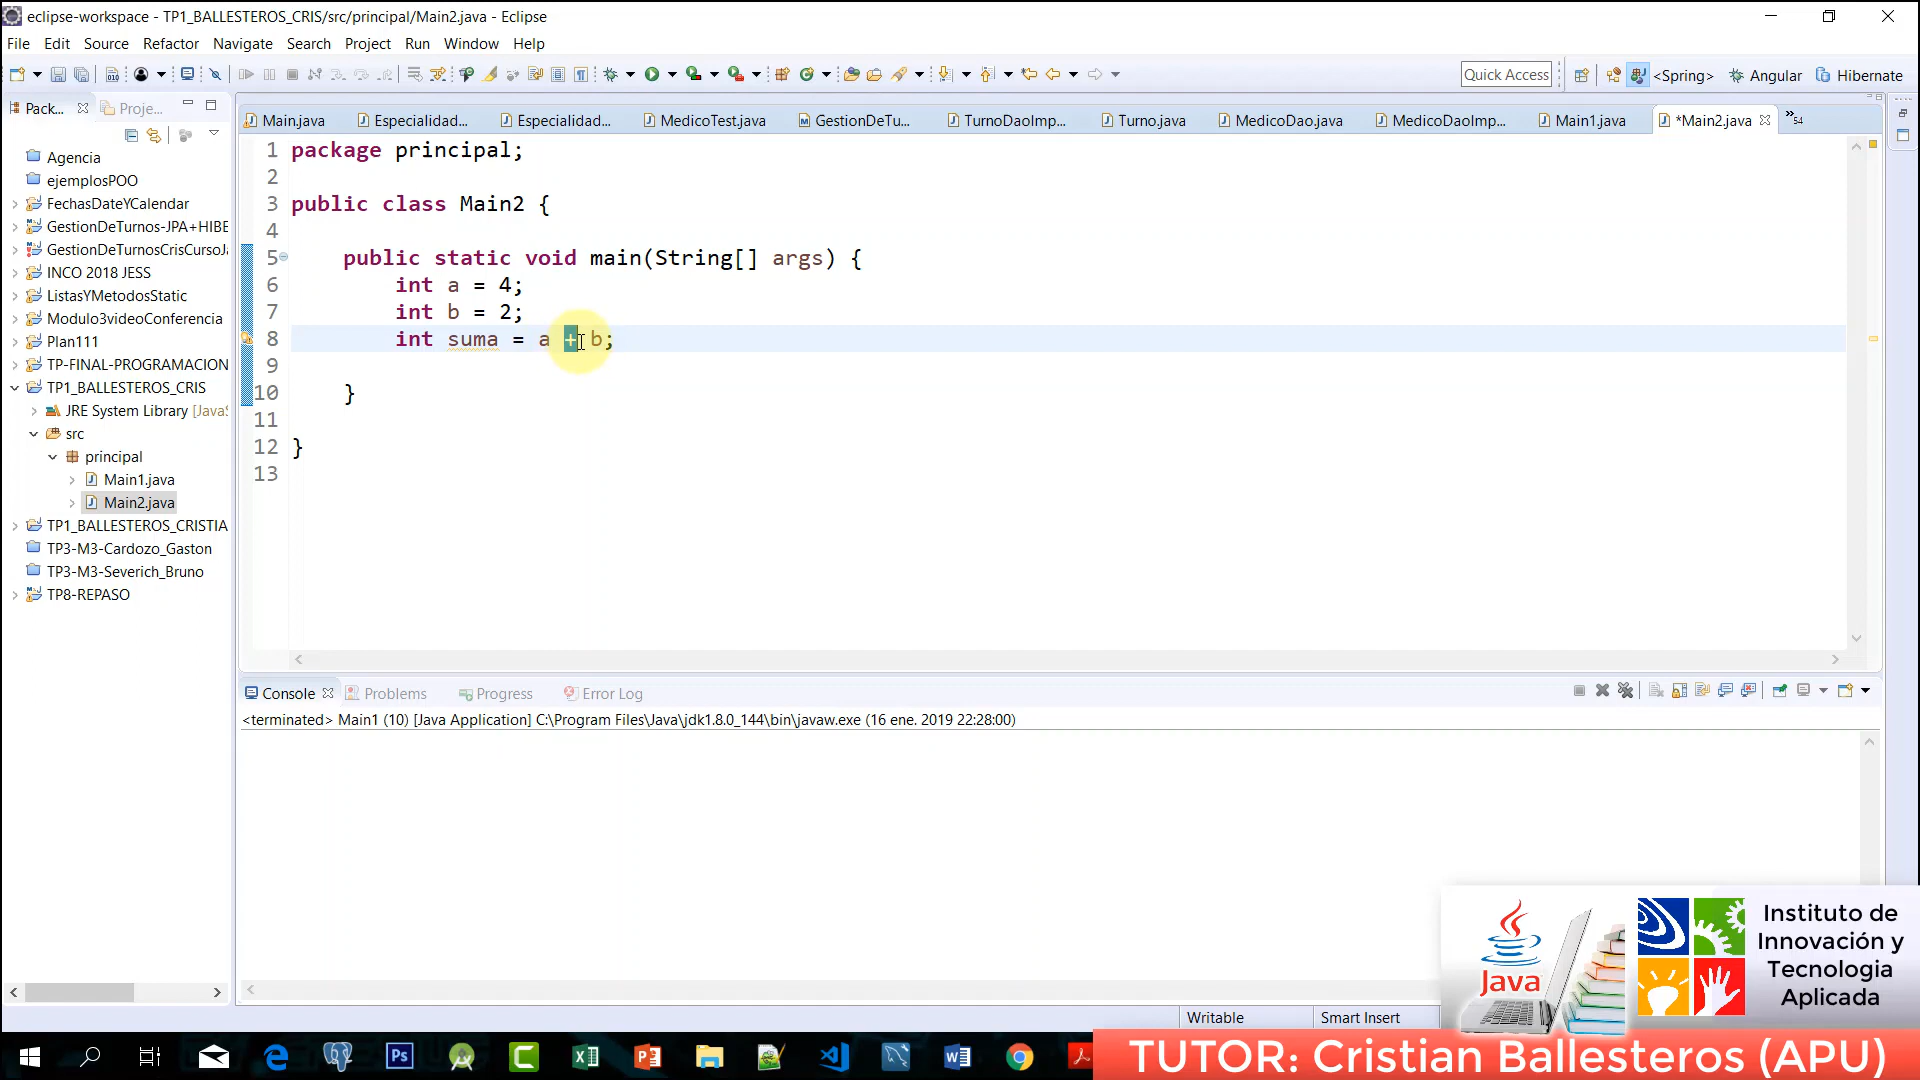 eclipse-workspace - TP1_BALLESTEROS_CRIS/src/principal/Main2.java - Eclipse
File Edit Source Refactor Navigate Search Project Run Window Help
Quick Access <Spring> Angular Hibernate
Pack... Proje...
Main.java Especialidad... Especialidad... MedicoTest.java GestionDeTu... TurnoDaoImp... Turno.java MedicoDao.java MedicoDaoImp... Main1.java *Main2.java »54
Agencia
ejemplosPOO
FechasDateYCalendar
GestionDeTurnos-JPA+HIBE
GestionDeTurnosCrisCursoJa
INCO 2018 JESS
ListasYMetodosStatic
Modulo3videoConferencia
Plan111
TP-FINAL-PROGRAMACION
TP1_BALLESTEROS_CRIS
JRE System Library [JavaS
src
principal
Main1.java
Main2.java
TP1_BALLESTEROS_CRISTIA
TP3-M3-Cardozo_Gaston
TP3-M3-Severich_Bruno
TP8-REPASO
1 package principal;
2
3 public class Main2 {
4
5 public static void main(String[] args) {
6 int a = 4;
7 int b = 2;
8 int suma = a + b;
9
10 }
11
12 }
13
Console Problems Progress Error Log
<terminated> Main1 (10) [Java Application] C:\Program Files\Java\jdk1.8.0_144\bin\javaw.exe (16 ene. 2019 22:28:00)
Writable Smart Insert
Java
Instituto de
Innovación y
Tecnologia
Aplicada
TUTOR: Cristian Ballesteros (APU)